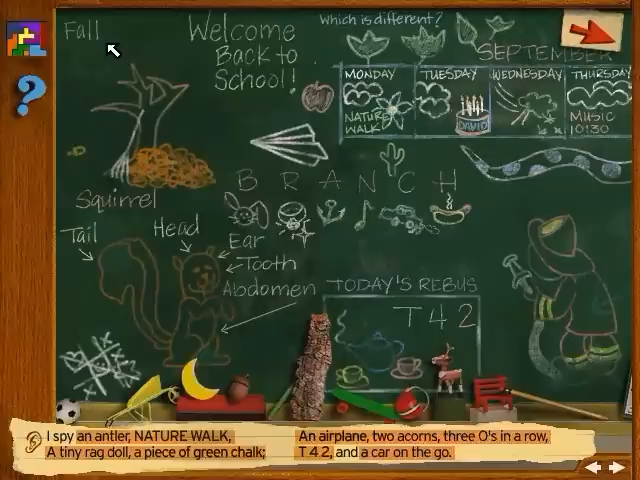 Fall
Welcome
Back to
School!
Which is different?
SEPTEMBER
MONDAY
TUESDAY
WEDNESDAY
THURSDAY
NATURE
WALK
DAVID
MUSIC
10:30
B R A N C H
Squirrel
Tail
Head
Ear
Tooth
Abdomen
TODAY'S REBUS
T 4 2
I spy an antler, NATURE WALK,
A tiny rag doll, a piece of green chalk;
An airplane, two acorns, three O's in a row,
T 4 2, and a car on the go.